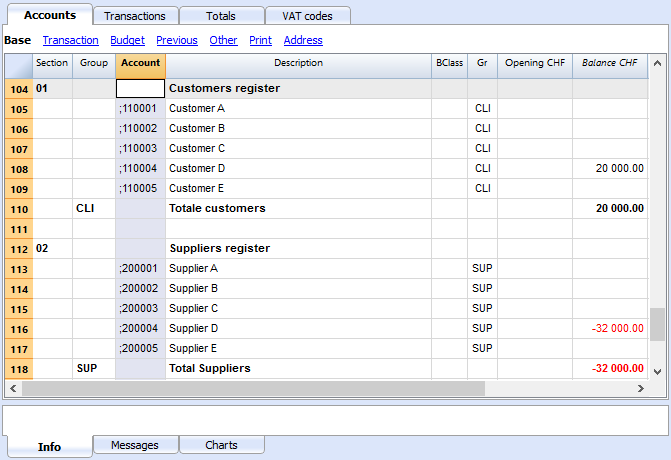 Accounts Transactions Totals VAT codes
Base Transaction Budget Previous Other Print Address
Section Group Account Description BClass Gr Opening CHF Balance CHF
104 01 Customers register
105 ;110001 Customer A CLI
106 ;110002 Customer B CLI
107 ;110003 Customer C CLI
108 ;110004 Customer D CLI 20 000.00
109 ;110005 Customer E CLI
110 CLI Totale customers 20 000.00
111
112 02 Suppliers register
113 ;200001 Supplier A SUP
114 ;200002 Supplier B SUP
115 ;200003 Supplier C SUP
116 ;200004 Supplier D SUP -32 000.00
117 ;200005 Supplier E SUP
118 SUP Total Suppliers -32 000.00
Info Messages Charts